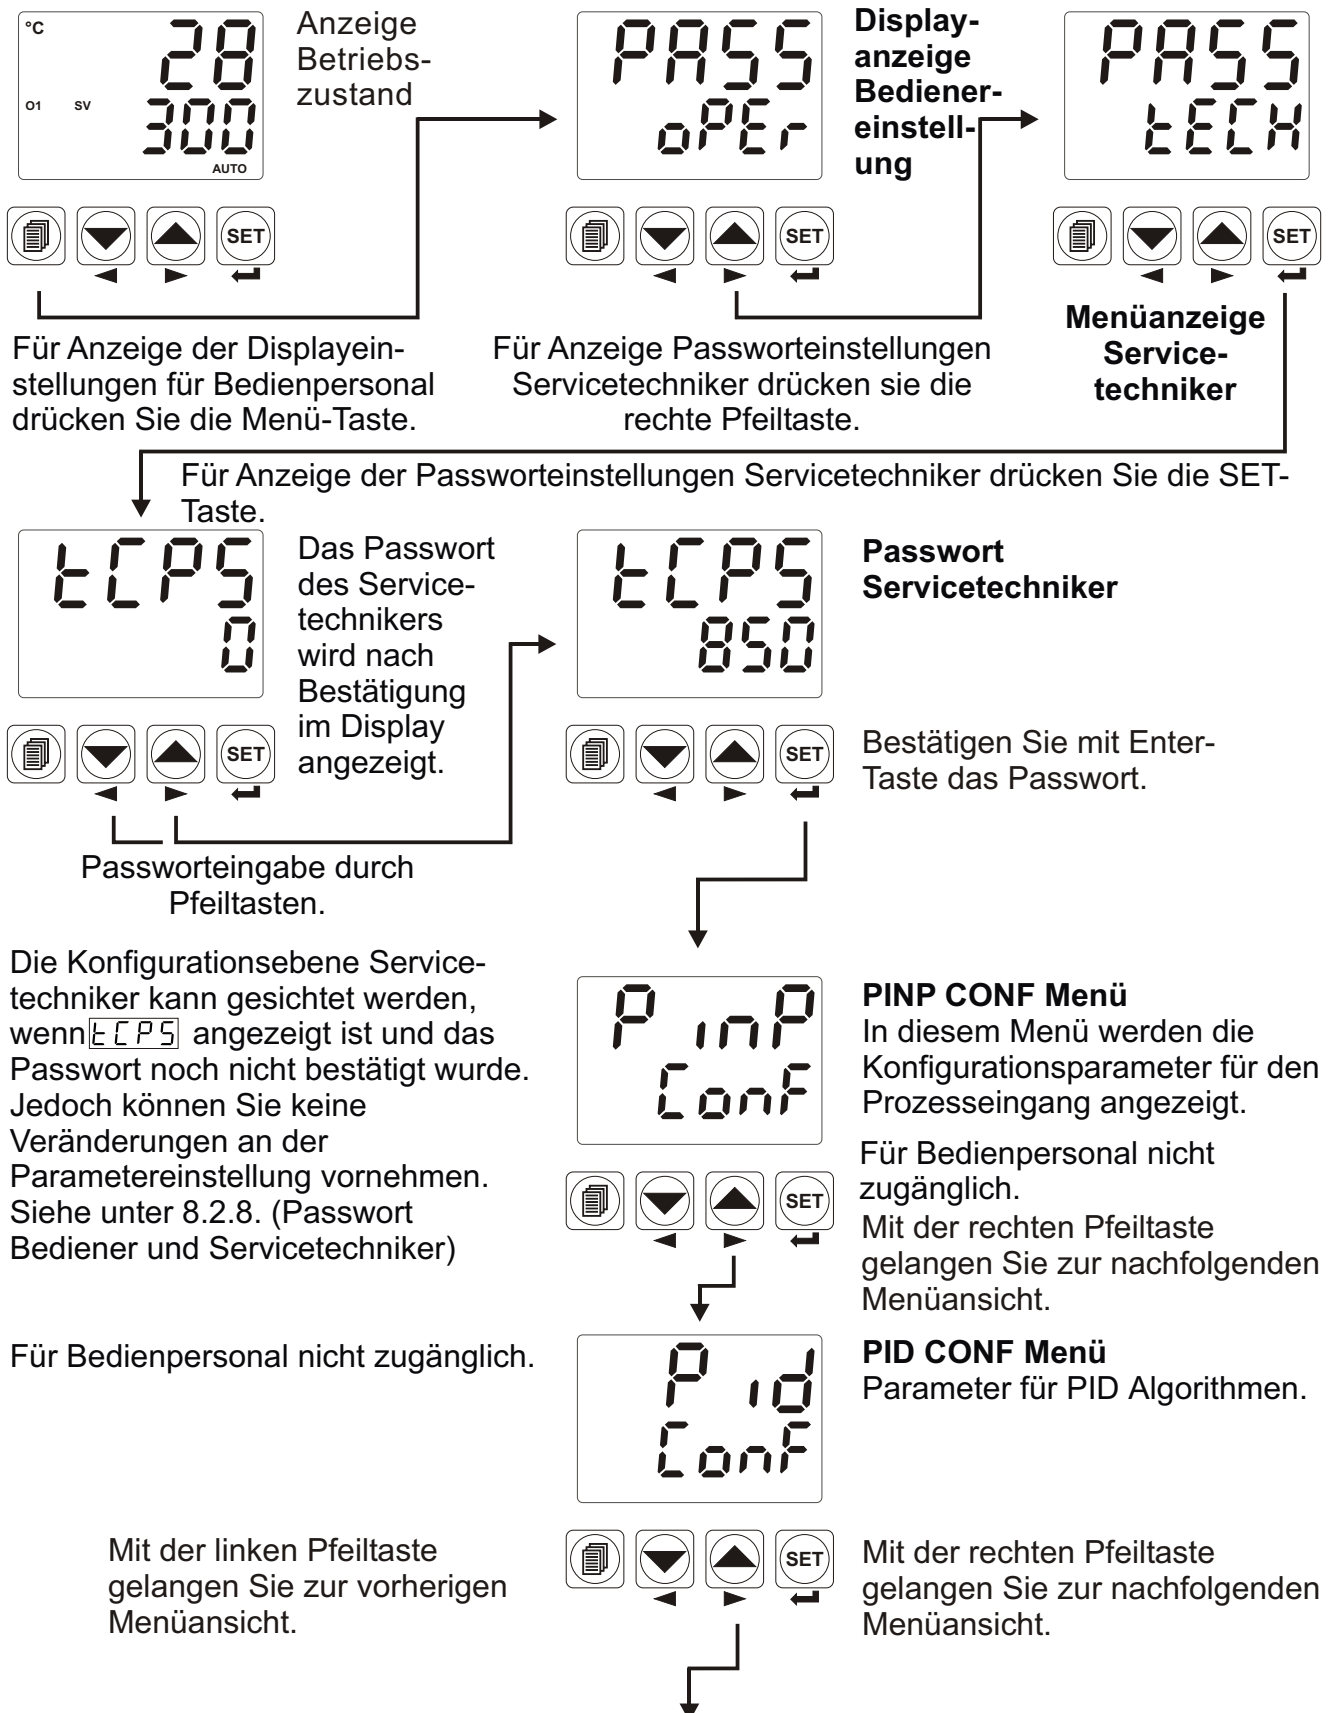 °C
28
O1 SV
300
AUTO
Anzeige
Betriebs-
zustand
PASS
oPEr
Display-
anzeige
Bediener-
einstell-
ung
PASS
tECH
SET
SET
SET
Für Anzeige der Displayein-
stellungen für Bedienpersonal
drücken Sie die Menü-Taste.
Für Anzeige Passworteinstellungen
Servicetechniker drücken sie die
rechte Pfeiltaste.
Menüanzeige
Service-
techniker
Für Anzeige der Passworteinstellungen Servicetechniker drücken Sie die SET-
Taste.
tCPS
0
Das Passwort
des Service-
technikers
wird nach
Bestätigung
im Display
angezeigt.
tCPS
850
Passwort
Servicetechniker
SET
SET
Bestätigen Sie mit Enter-
Taste das Passwort.
Passworteingabe durch
Pfeiltasten.
Die Konfigurationsebene Service-
techniker kann gesichtet werden,
wenn tCPS angezeigt ist und das
Passwort noch nicht bestätigt wurde.
Jedoch können Sie keine
Veränderungen an der
Parametereinstellung vornehmen.
Siehe unter 8.2.8. (Passwort
Bediener und Servicetechniker)
PinP
ConF
SET
PINP CONF Menü
In diesem Menü werden die
Konfigurationsparameter für den
Prozesseingang angezeigt.
Für Bedienpersonal nicht
zugänglich.
Mit der rechten Pfeiltaste
gelangen Sie zur nachfolgenden
Menüansicht.
Für Bedienpersonal nicht zugänglich.
Pid
ConF
PID CONF Menü
Parameter für PID Algorithmen.
Mit der linken Pfeiltaste
gelangen Sie zur vorherigen
Menüansicht.
SET
Mit der rechten Pfeiltaste
gelangen Sie zur nachfolgenden
Menüansicht.